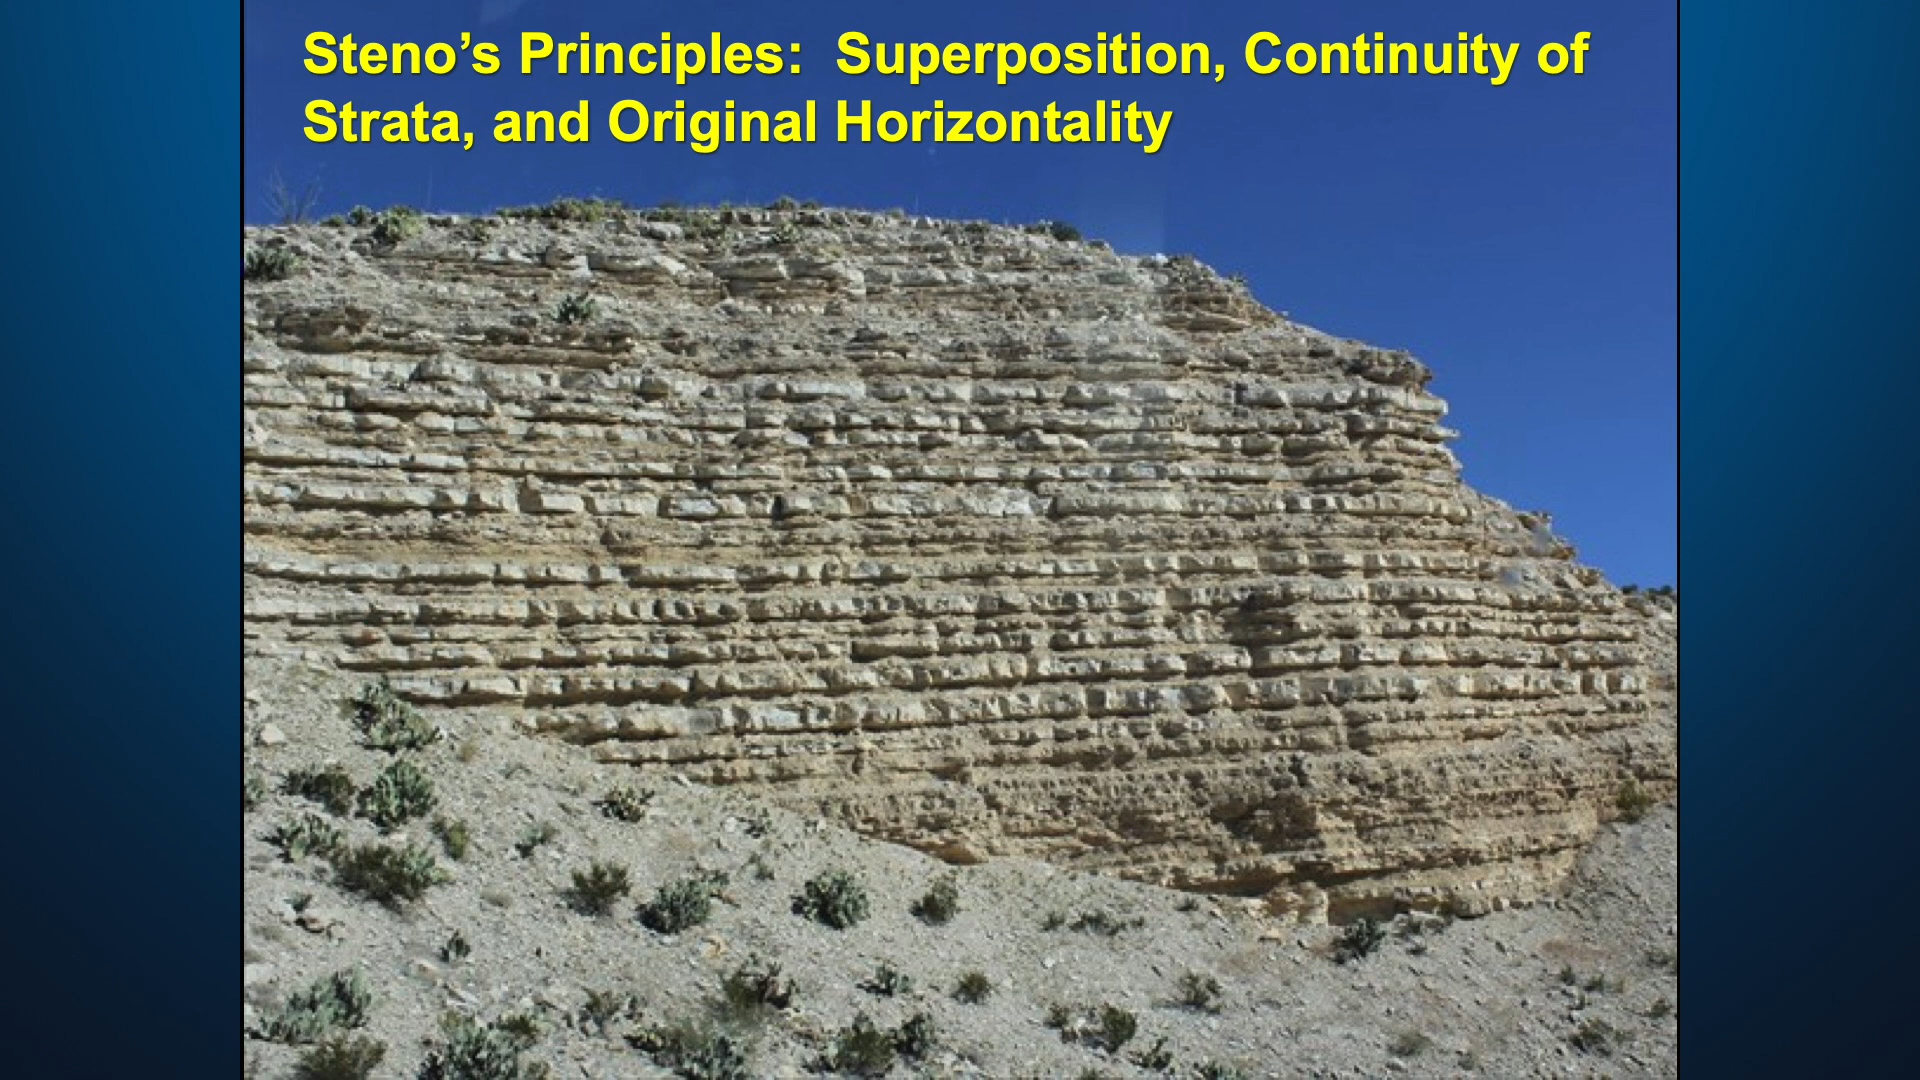 Steno’s Principles:  Superposition, Continuity of
Strata, and Original Horizontality